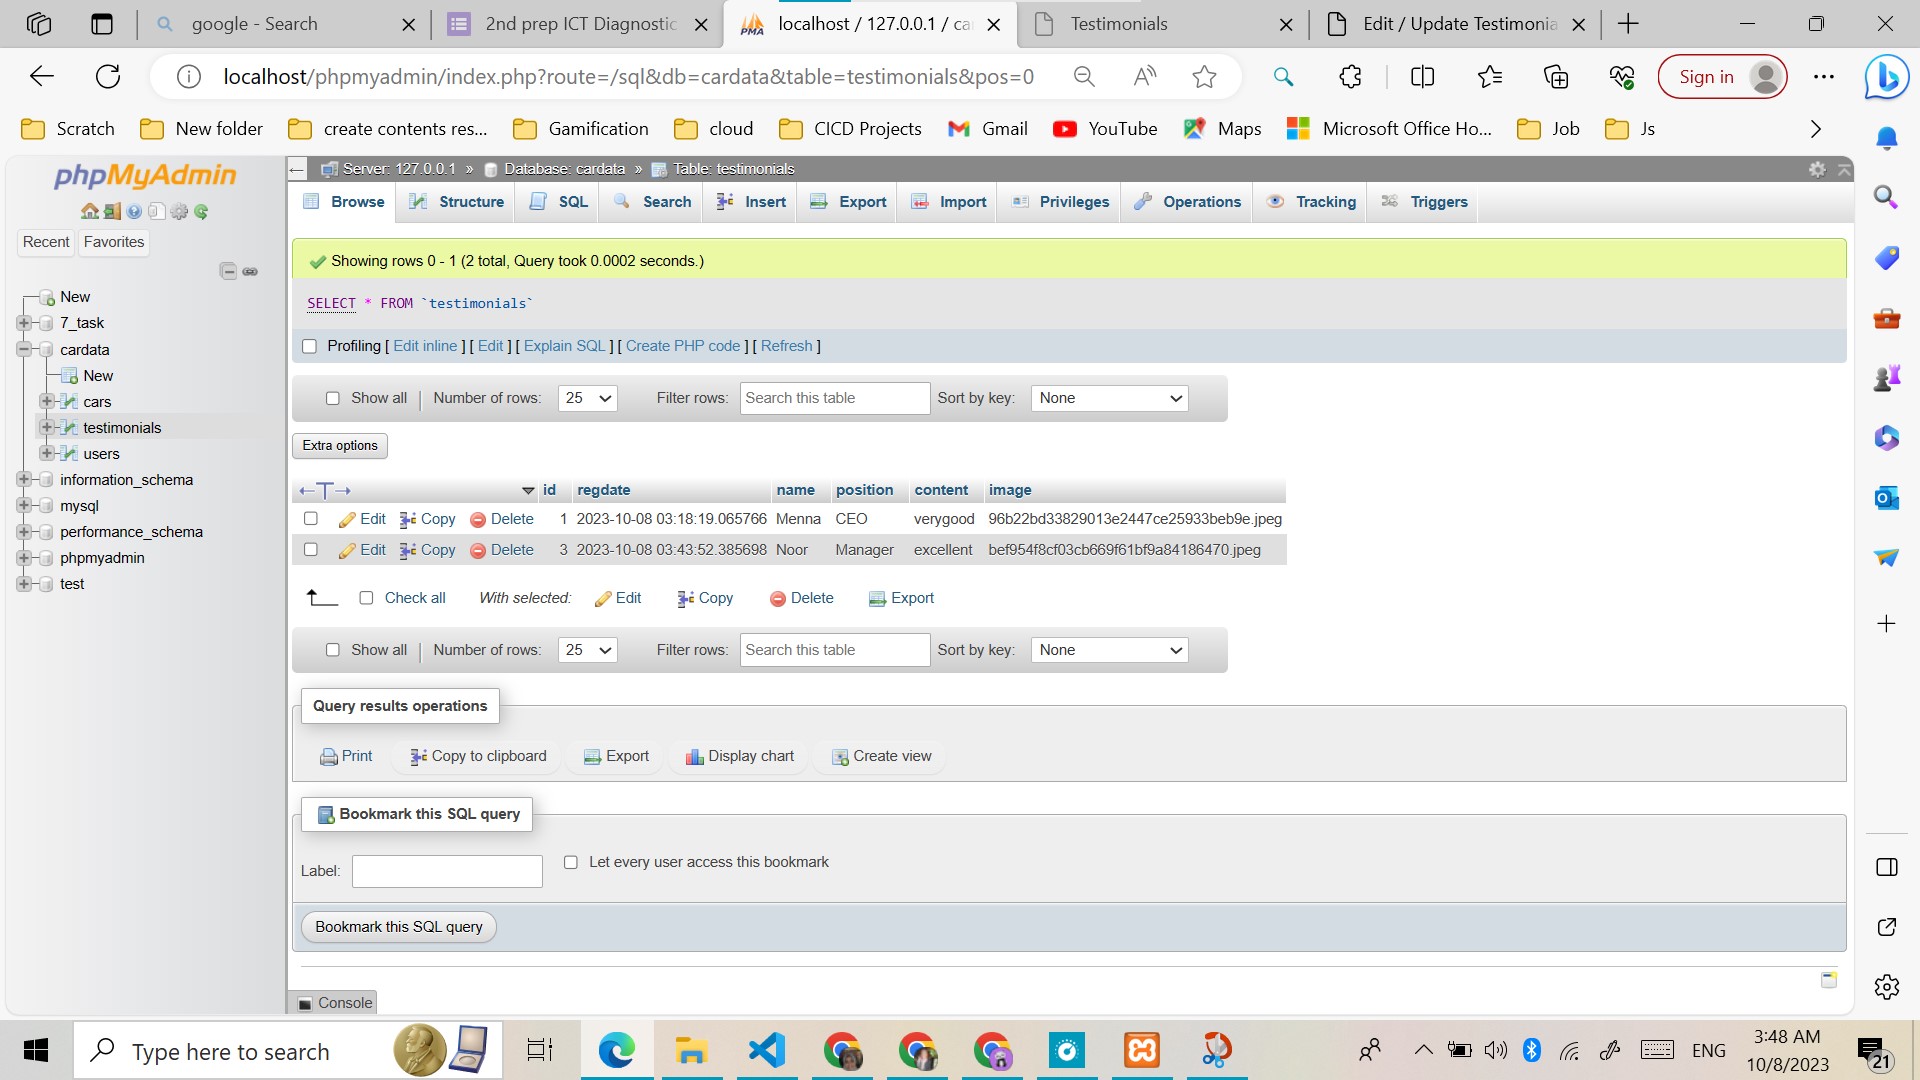 google - Search
2nd prep ICT Diagnostic
PMA
localhost / 127.0.0.1 / ca
Testimonials
Edit / Update Testimonia
localhost/phpmyadmin/index.php?route=/sql&db=cardata&table=testimonials&pos=0
Sign in
Scratch
New folder
create contents res...
Gamification
cloud
CICD Projects
Gmail
YouTube
Maps
Microsoft Office Ho...
Job
Js
phpMyAdmin
Recent
Favorites
New
7_task
cardata
New
cars
testimonials
users
information_schema
mysql
performance_schema
phpmyadmin
test
Server: 127.0.0.1 » Database: cardata » Table: testimonials
Browse
Structure
SQL
Search
Insert
Export
Import
Privileges
Operations
Tracking
Triggers
Showing rows 0 - 1 (2 total, Query took 0.0002 seconds.)
SELECT * FROM `testimonials`
Profiling [ Edit inline ] [ Edit ] [ Explain SQL ] [ Create PHP code ] [ Refresh ]
Show all | Number of rows: 25 Filter rows: Search this table Sort by key: None
Extra options
id regdate name position content image
Edit Copy Delete 1 2023-10-08 03:18:19.065766 Menna CEO verygood 96b22bd33829013e2447ce25933beb9e.jpeg
Edit Copy Delete 3 2023-10-08 03:43:52.385698 Noor Manager excellent bef954f8cf03cb669f61bf9a84186470.jpeg
Check all With selected: Edit Copy Delete Export
Show all | Number of rows: 25 Filter rows: Search this table Sort by key: None
Query results operations
Print Copy to clipboard Export Display chart Create view
Bookmark this SQL query
Label: Let every user access this bookmark
Bookmark this SQL query
Console
Type here to search
ENG
3:48 AM
10/8/2023
21